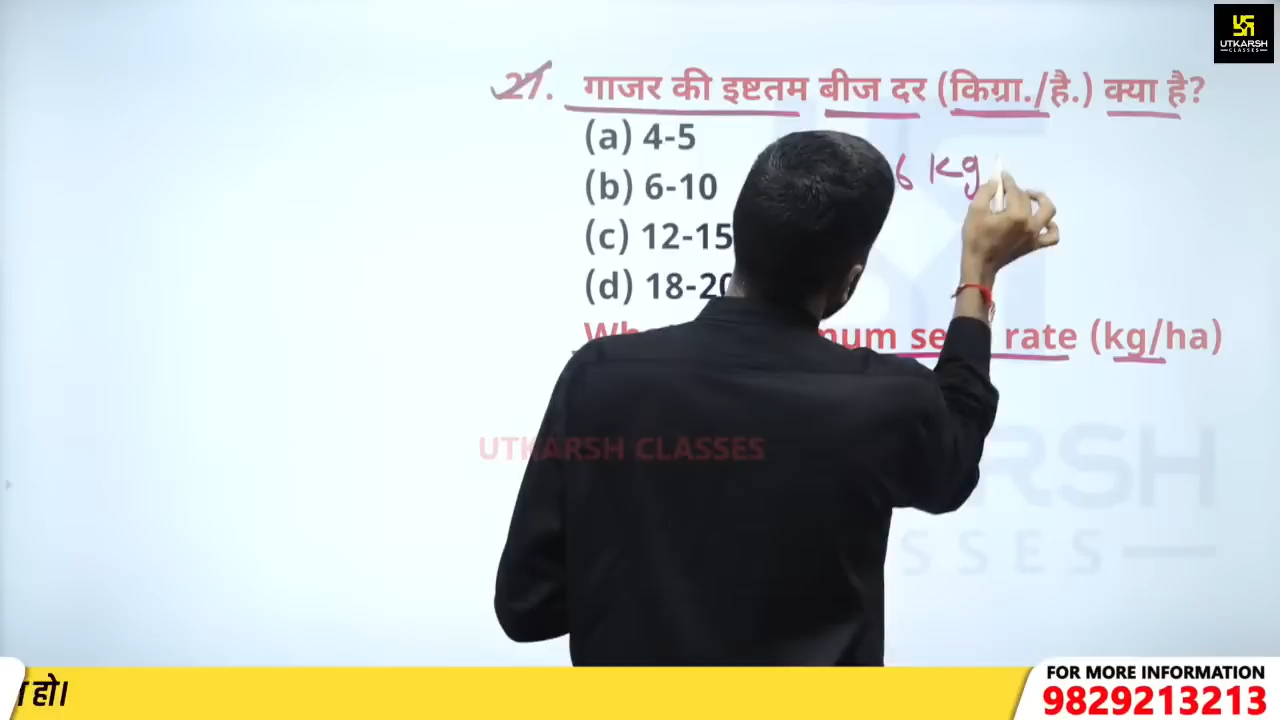 21. गाजर की इष्टतम बीज दर (किग्रा./है.) क्या है?
(a) 4-5
6 Kg
(b) 6-10
(c) 12-15
(d) 18-20
rate (kg/ha)
UTKARSH CLASSES
UTKARSH
CLASSES
हो।
FOR MORE INFORMATION
9829213213